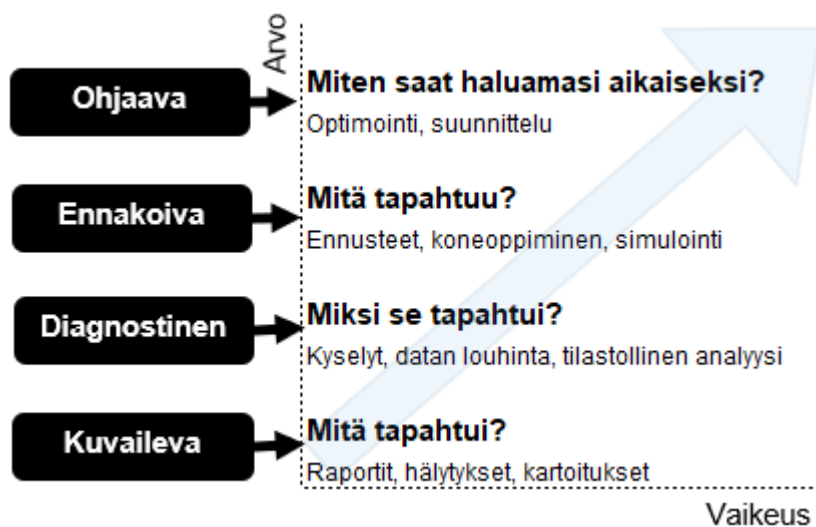 Arvo
Ohjaava
Miten saat haluamasi aikaiseksi?
Optimointi, suunnittelu
Ennakoiva
Mitä tapahtuu?
Ennusteet, koneoppiminen, simulointi
Diagnostinen
Miksi se tapahtui?
Kyselyt, datan louhinta, tilastollinen analyysi
Kuvaileva
Mitä tapahtui?
Raportit, hälytykset, kartoitukset
Vaikeus